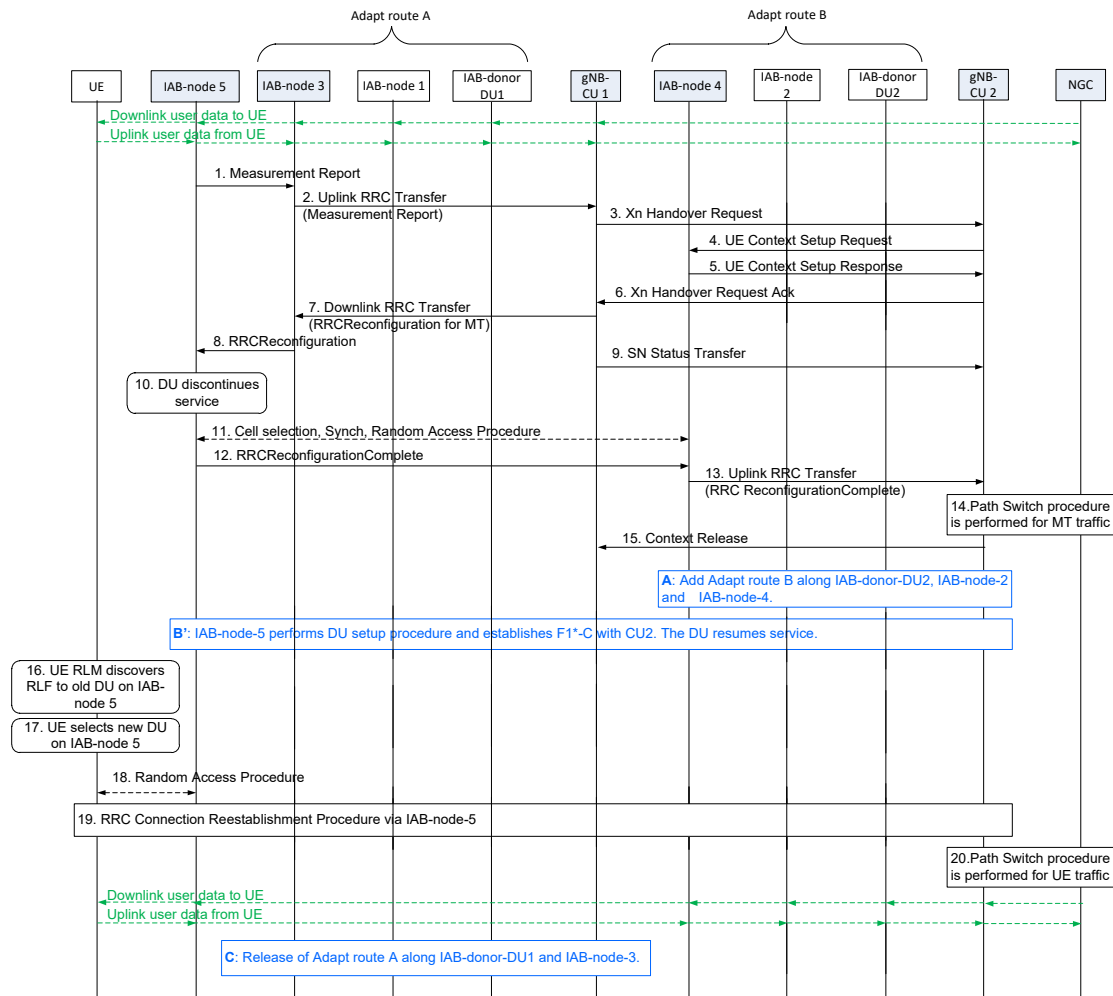 Adapt route A
Adapt route B
UE
IAB-node 5
IAB-node 3
IAB-node 1
IAB-donor
DU1
gNB-
CU 1
IAB-node 4
IAB-node
2
IAB-donor
DU2
gNB-
CU 2
NGC
Downlink user data to UE
Uplink user data from UE
1. Measurement Report
2. Uplink RRC Transfer
(Measurement Report)
3. Xn Handover Request
4. UE Context Setup Request
5. UE Context Setup Response
6. Xn Handover Request Ack
7. Downlink RRC Transfer
(RRCReconfiguration for MT)
8. RRCReconfiguration
9. SN Status Transfer
10. DU discontinues
service
11. Cell selection, Synch, Random Access Procedure
12. RRCReconfigurationComplete
13. Uplink RRC Transfer
(RRC ReconfigurationComplete)
14.Path Switch procedure
is performed for MT traffic
15. Context Release
A: Add Adapt route B along IAB-donor-DU2, IAB-node-2
and IAB-node-4.
B’: IAB-node-5 performs DU setup procedure and establishes F1*-C with CU2. The DU resumes service.
16. UE RLM discovers
RLF to old DU on IAB-
node 5
17. UE selects new DU
on IAB-node 5
18. Random Access Procedure
19. RRC Connection Reestablishment Procedure via IAB-node-5
20.Path Switch procedure
is performed for UE traffic
Downlink user data to UE
Uplink user data from UE
C: Release of Adapt route A along IAB-donor-DU1 and IAB-node-3.